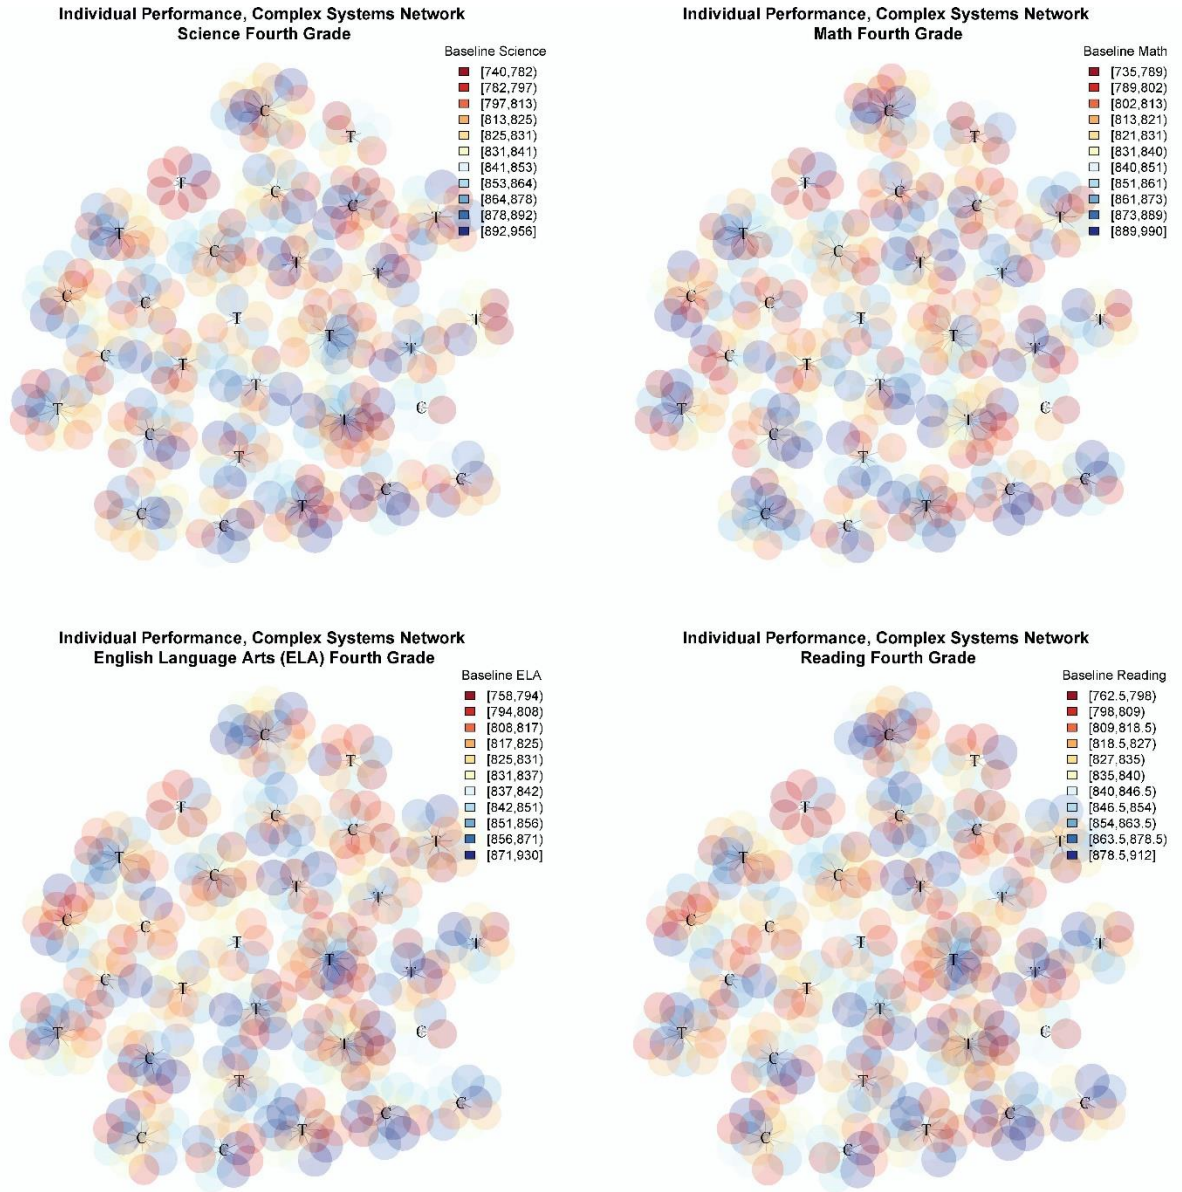 Individual Performance, Complex Systems Network
Science Fourth Grade
Baseline Science
[740,782)
[782,797)
[797,813)
[813,825)
[825,831)
[831,841)
[841,853)
[853,864)
[864,878)
[878,892)
[892,956]
C
T
T
C
C
T
T
C
T
T
C
C
T
T
T
C
T
T
T
T
C
T
C
T
T
C
C
C
C
Individual Performance, Complex Systems Network
Math Fourth Grade
Baseline Math
[735,789)
[789,802)
[802,813)
[813,821)
[821,831)
[831,840)
[840,851)
[851,861)
[861,873)
[873,889)
[889,990]
C
T
T
C
C
T
T
C
T
T
C
C
T
T
T
C
T
T
T
T
C
T
C
T
T
C
C
C
C
Individual Performance, Complex Systems Network
English Language Arts (ELA) Fourth Grade
Baseline ELA
[758,794)
[794,808)
[808,817)
[817,825)
[825,831)
[831,837)
[837,842)
[842,851)
[851,856)
[856,871)
[871,930]
C
T
T
C
C
T
T
C
T
T
C
C
T
T
T
C
T
T
T
T
C
T
C
T
T
C
C
C
C
Individual Performance, Complex Systems Network
Reading Fourth Grade
Baseline Reading
[762.5,798)
[798,809)
[809,818.5)
[818.5,827)
[827,835)
[835,840)
[840,846.5)
[846.5,854)
[854,863.5)
[863.5,878.5)
[878.5,912]
C
T
T
C
C
T
T
C
T
T
C
C
T
T
T
C
T
T
T
T
C
T
C
T
T
C
C
C
C